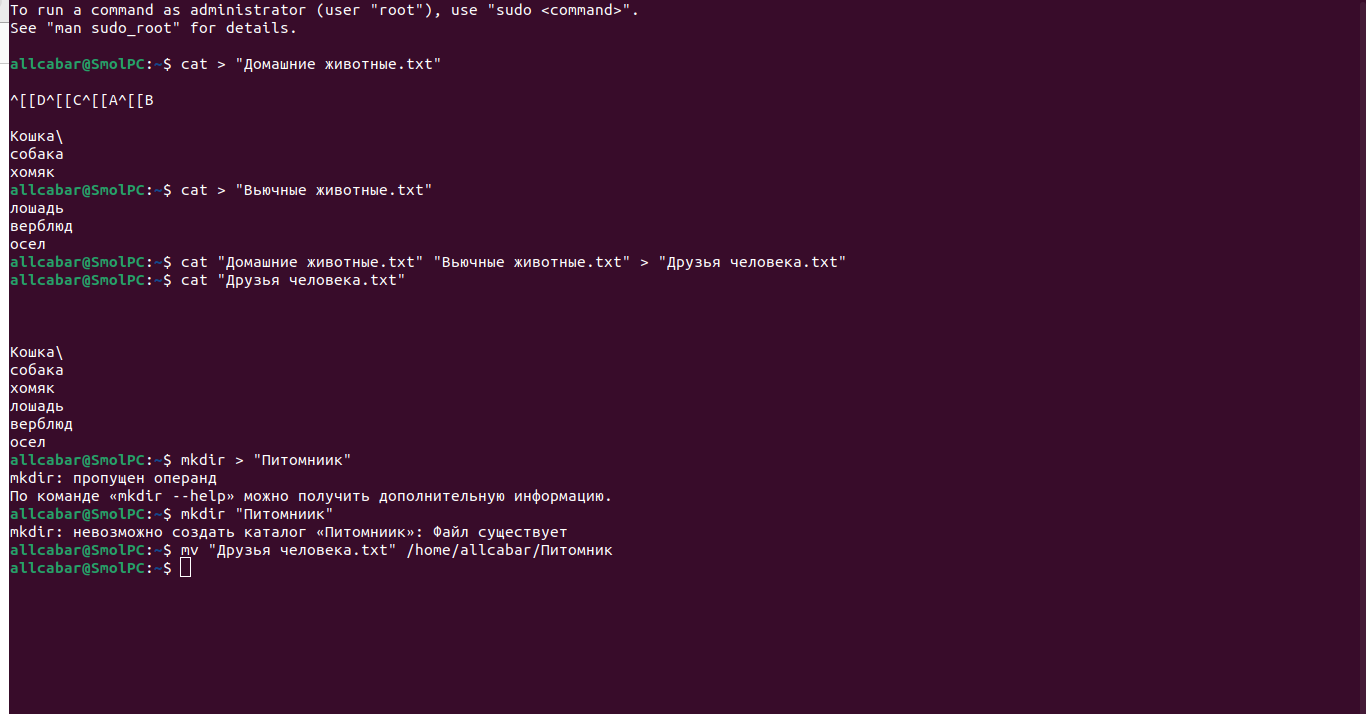 To run a command as administrator (user "root"), use "sudo <command>".
See "man sudo_root" for details.
allcabar@SmolPC:~$ cat > "Домашние животные.txt"
^[[D^[[C^[[A^[[B
Кошка\
собака
хомяк
allcabar@SmolPC:~$ cat > "Вьючные животные.txt"
лошадь
верблюд
осел
allcabar@SmolPC:~$ cat "Домашние животные.txt" "Вьючные животные.txt" > "Друзья человека.txt"
allcabar@SmolPC:~$ cat "Друзья человека.txt"
Кошка\
собака
хомяк
лошадь
верблюд
осел
allcabar@SmolPC:~$ mkdir > "Питомниик"
mkdir: пропущен операнд
По команде «mkdir --help» можно получить дополнительную информацию.
allcabar@SmolPC:~$ mkdir "Питомниик"
mkdir: невозможно создать каталог «Питомниик»: Файл существует
allcabar@SmolPC:~$ mv "Друзья человека.txt" /home/allcabar/Питомник
allcabar@SmolPC:~$